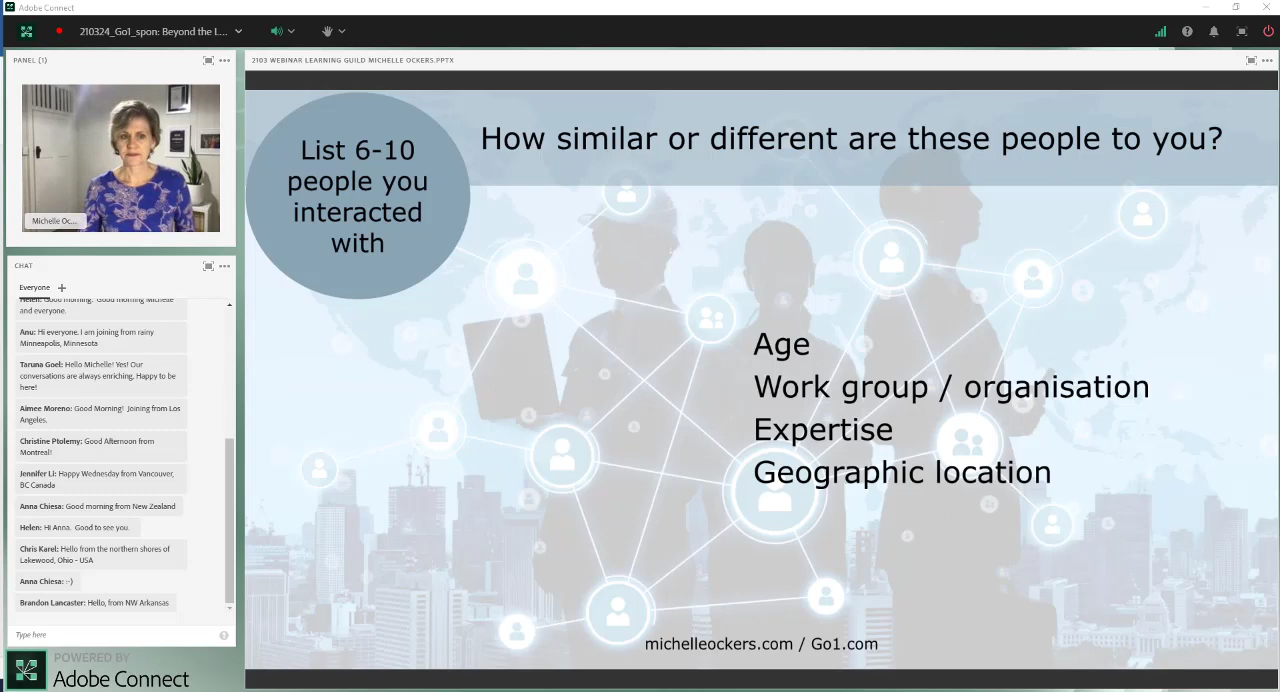 Adobe Connect
210324_Go1_spon: Beyond the L...
PANEL (1)
Michelle Oc...
CHAT
Everyone
Helen: Good morning. Good morning Michelle
and everyone.
Anu: Hi everyone. I am joining from rainy
Minneapolis, Minnesota
Taruna Goel: Hello Michelle! Yes! Our
conversations are always enriching. Happy to be
here!
Aimee Moreno: Good Morning! Joining from Los
Angeles.
Christine Ptolemy: Good Afternoon from
Montreal!
Jennifer Li: Happy Wednesday from Vancouver,
BC Canada
Anna Chiesa: Good morning from New Zealand
Helen: Hi Anna. Good to see you.
Chris Karel: Hello from the northern shores of
Lakewood, Ohio - USA
Anna Chiesa: :-)
Brandon Lancaster: Hello, from NW Arkansas
Type here
POWERED BY
Adobe Connect
2103 WEBINAR LEARNING GUILD MICHELLE OCKERS.PPTX
List 6-10
people you
interacted
with
How similar or different are these people to you?
Age
Work group / organisation
Expertise
Geographic location
michelleockers.com / Go1.com